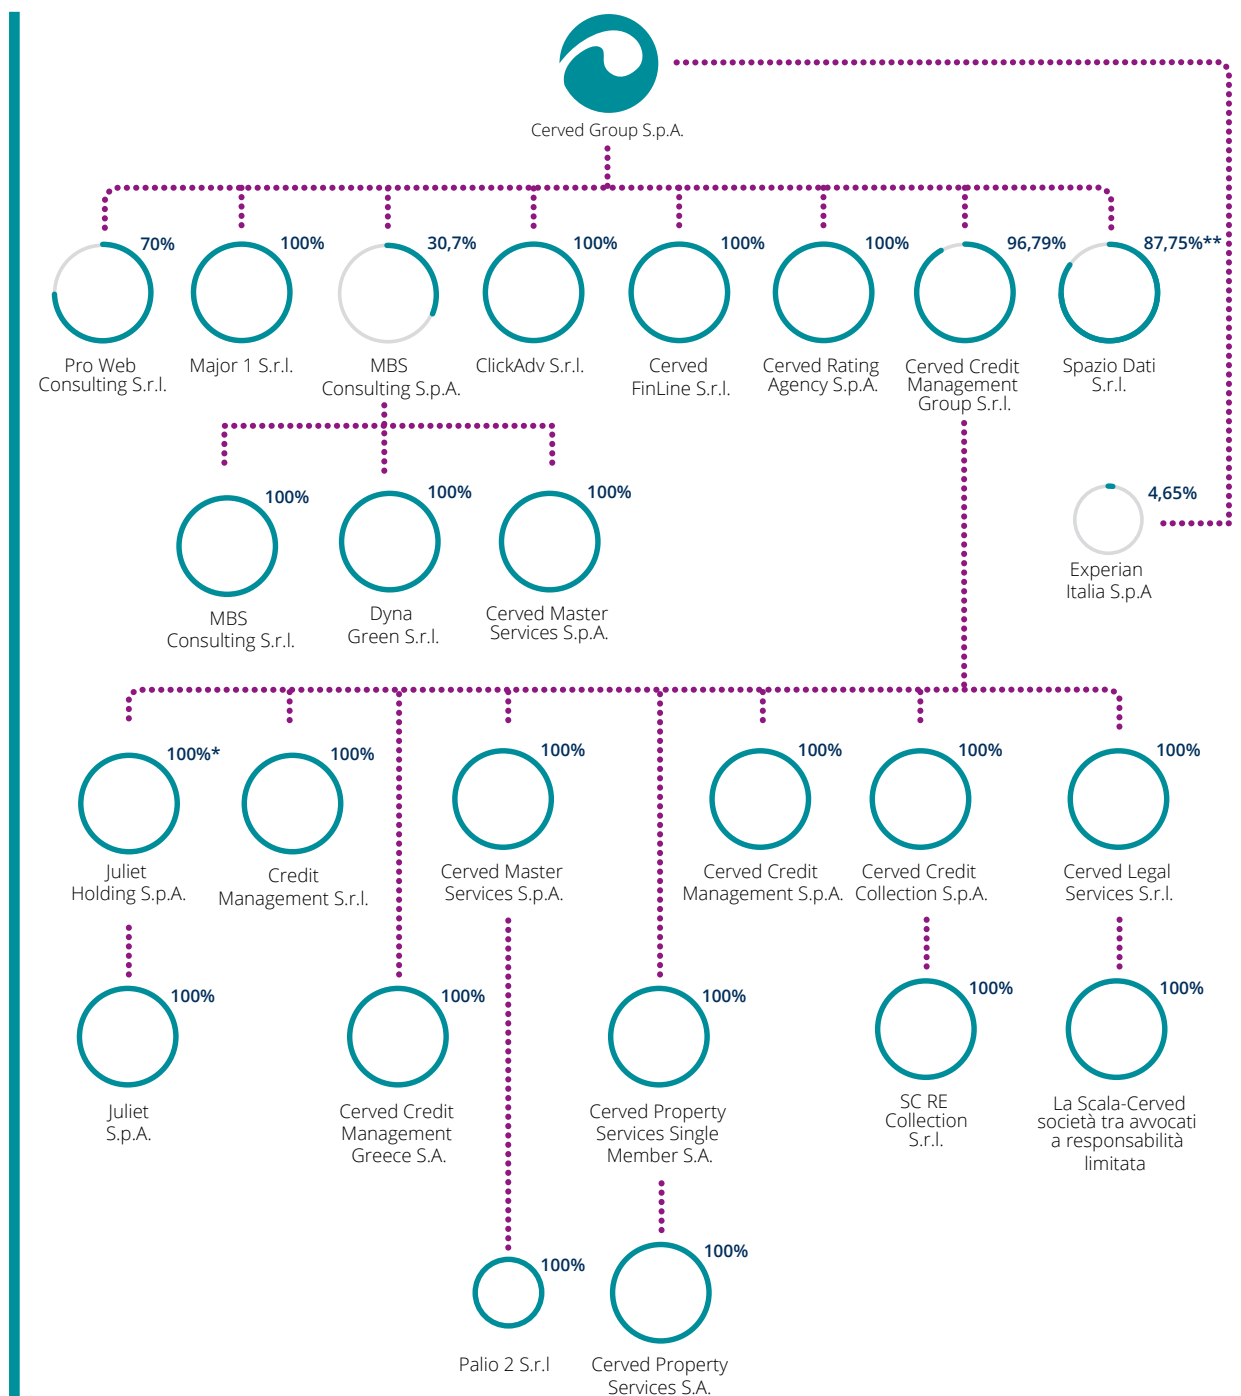 Cerved Group S.p.A.
70%
Pro Web
Consulting S.r.l.
100%
Major 1 S.r.l.
30,7%
MBS
Consulting S.p.A.
100%
ClickAdv S.r.l.
100%
Cerved
FinLine S.r.l.
100%
Cerved Rating
Agency S.p.A.
96,79%
Cerved Credit
Management
Group S.r.l.
87,75%**
Spazio Dati
S.r.l.
100%
MBS
Consulting S.r.l.
100%
Dyna
Green S.r.l.
100%
Cerved Master
Services S.p.A.
4,65%
Experian
Italia S.p.A
100%*
Juliet
Holding S.p.A.
100%
Credit
Management S.r.l.
100%
Cerved Master
Services S.p.A.
100%
Cerved Credit
Management S.p.A.
100%
Cerved Credit
Collection S.p.A.
100%
Cerved Legal
Services S.r.l.
100%
Juliet
S.p.A.
100%
Cerved Credit
Management
Greece S.A.
100%
Cerved Property
Services Single
Member S.A.
100%
SC RE
Collection
S.r.l.
100%
La Scala-Cerved
società tra avvocati
a responsabilità
limitata
100%
Palio 2 S.r.l
100%
Cerved Property
Services S.A.